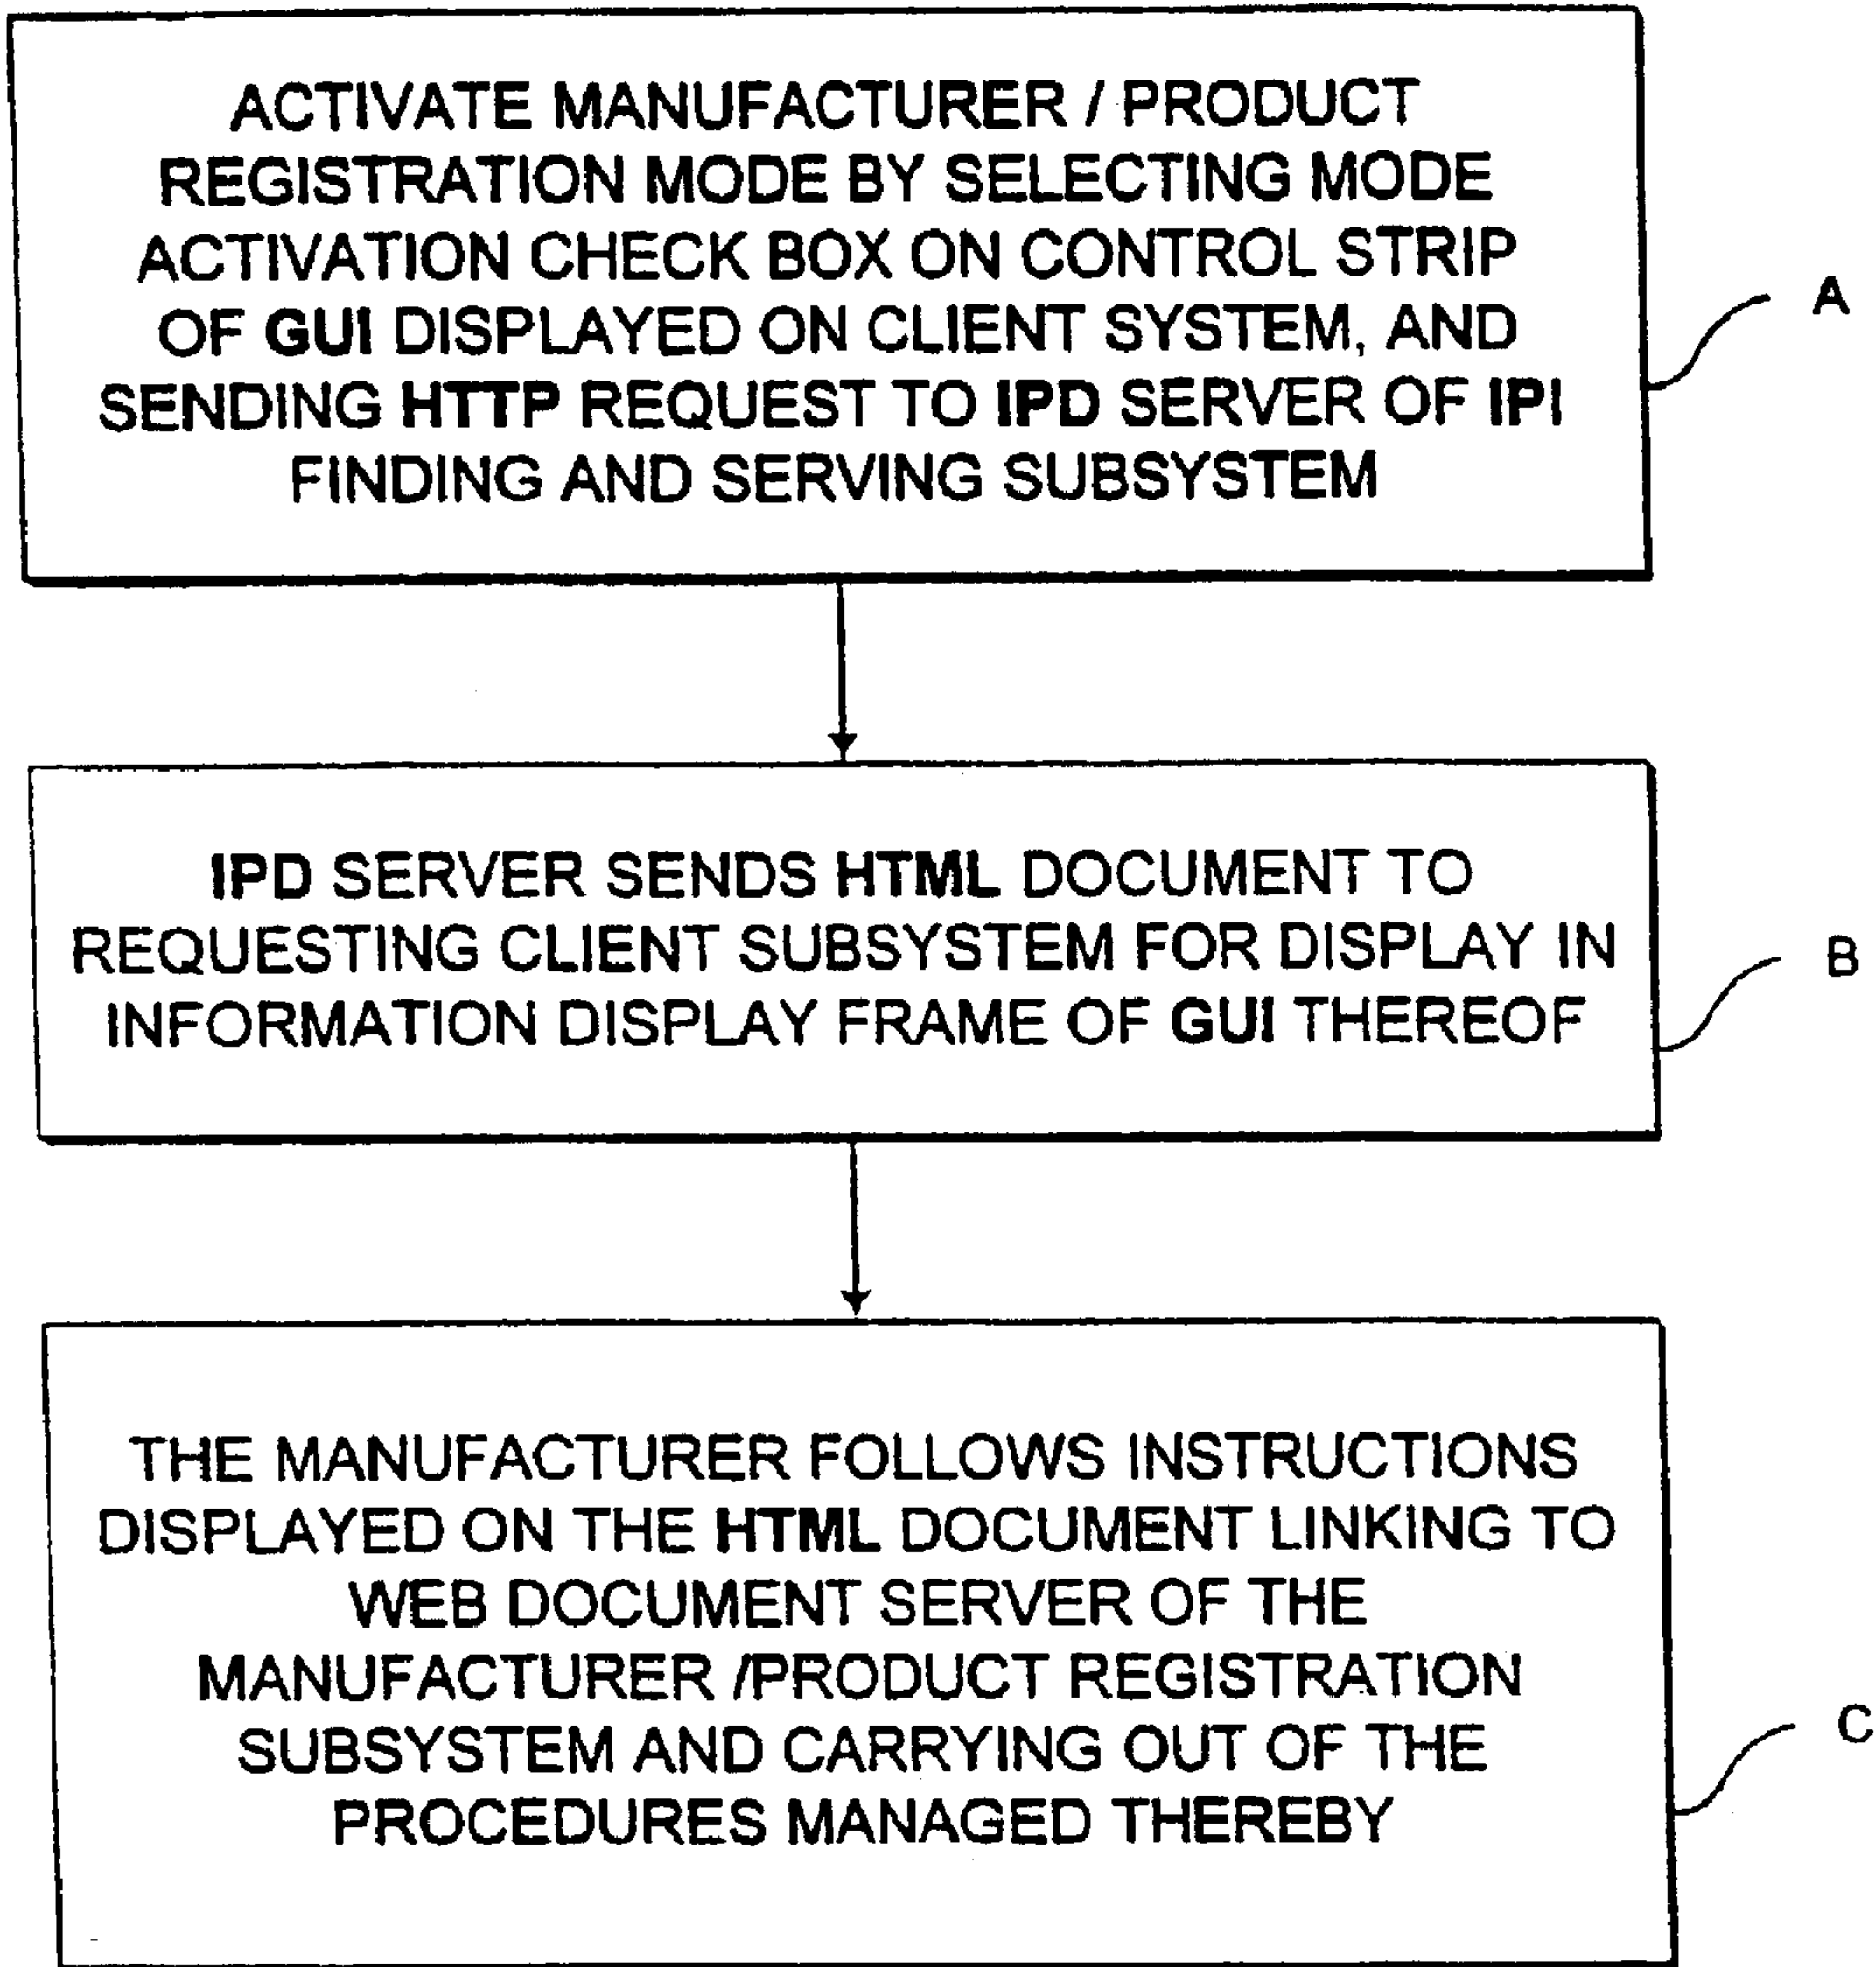 ACTIVATE MANUFACTURER / PRODUCT
REGISTRATION MODE BY SELECTING MODE
ACTIVATION CHECK BOX ON CONTROL STRIP
OF GUI DISPLAYED ON CLIENT SYSTEM, AND
SENDING HTTP REQUEST TO IPD SERVER OF IPI
FINDING AND SERVING SUBSYSTEM
A
IPD SERVER SENDS HTML DOCUMENT TO
REQUESTING CLIENT SUBSYSTEM FOR DISPLAY IN
INFORMATION DISPLAY FRAME OF GUI THEREOF
B
THE MANUFACTURER FOLLOWS INSTRUCTIONS
DISPLAYED ON THE HTML DOCUMENT LINKING TO
WEB DOCUMENT SERVER OF THE
MANUFACTURER /PRODUCT REGISTRATION
SUBSYSTEM AND CARRYING OUT OF THE
PROCEDURES MANAGED THEREBY
C